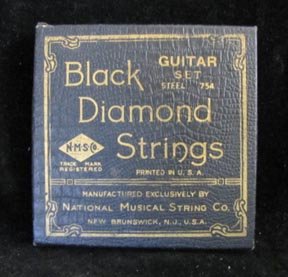 GUITAR
SET
STEEL 754
Black
Diamond
Strings
N.M.S.Co
TRADE MARK
REGISTERED
PRINTED IN U.S.A.
MANUFACTURED EXCLUSIVELY BY
NATIONAL MUSICAL STRING CO.
NEW BRUNSWICK, N.J., U.S.A.